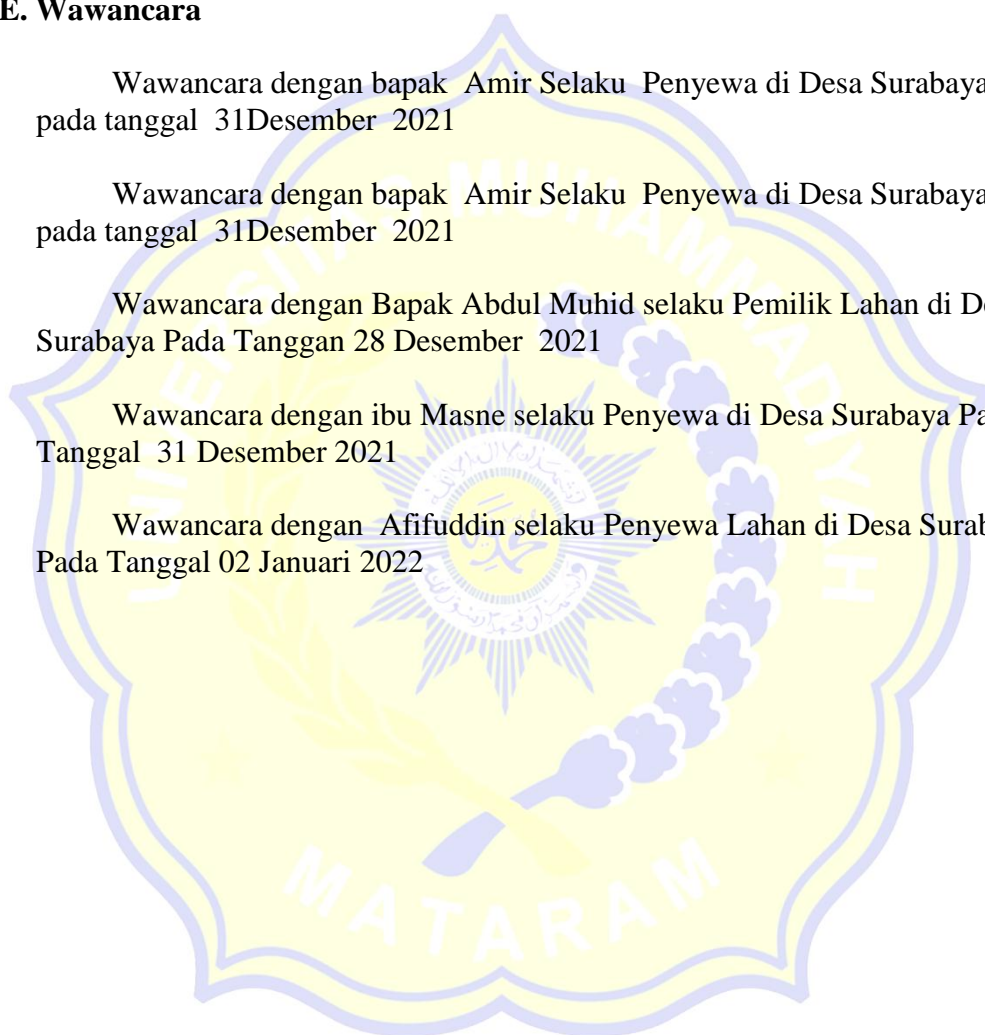 E. Wawancara
Wawancara dengan bapak  Amir Selaku  Penyewa di Desa Surabaya
pada tanggal  31Desember  2021
Wawancara dengan bapak  Amir Selaku  Penyewa di Desa Surabaya
pada tanggal  31Desember  2021
Wawancara dengan Bapak Abdul Muhid selaku Pemilik Lahan di
Surabaya Pada Tanggan 28 Desember  2021
Wawancara dengan ibu Masne selaku Penyewa di Desa Surabaya
Tanggal  31 Desember 2021
Wawancara dengan  Afifuddin selaku Penyewa Lahan di Desa
Pada Tanggal 02 Januari 2022
UNIVERSITAS MUHAMMADIYAH
MATARAM